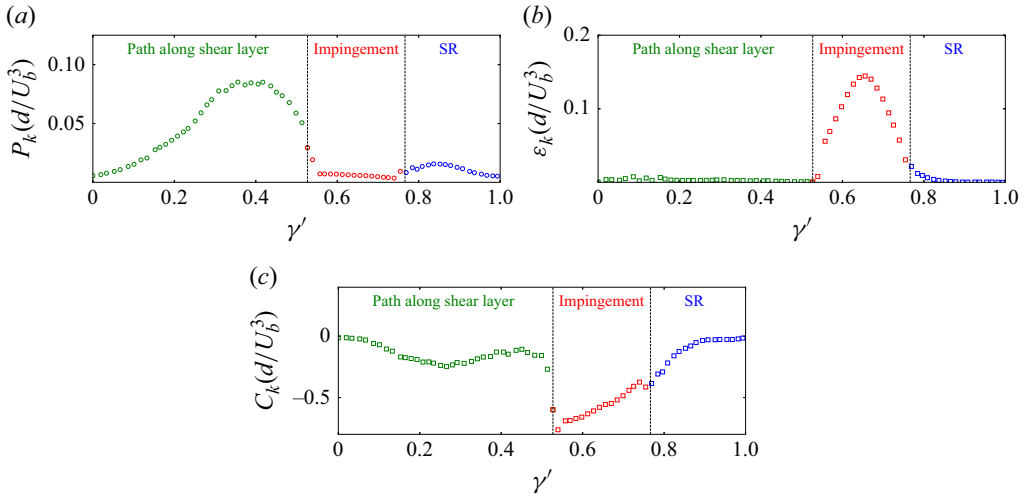 (a)
Path along shear layer Impingement SR
0.10
0.05
P_k(d/U_b^3)
0 0.2 0.4 0.6 0.8 1.0
γ′
(b)
Path along shear layer Impingement SR
0.2
0.1
ε_k(d/U_b^3)
0 0.2 0.4 0.6 0.8 1.0
γ′
(c)
Path along shear layer Impingement SR
0
−0.5
C_k(d/U_b^3)
0 0.2 0.4 0.6 0.8 1.0
γ′